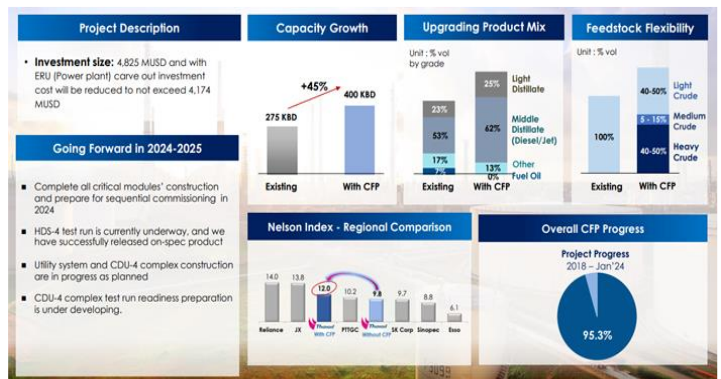 Project Description
• Investment size: 4,825 MUSD and with
ERU (Power plant) carve out investment
cost will be reduced to not exceed 4,174
MUSD
Going Forward in 2024-2025
▪ Complete all critical modules' construction
and prepare for sequential commissioning in
2024
▪ HDS-4 test run is currently underway, and we
have successfully released on-spec product
▪ Utility system and CDU-4 complex construction
are in progress as planned
▪ CDU-4 complex test run readiness preparation
is under developing.
Capacity Growth
+45%
400 KBD
275 KBD
Existing With CFP
Upgrading Product Mix
Unit : % vol
by grade
25% Light
Distillate
23%
53% 62% Middle
Distillate
(Diesel/Jet)
17% 13% Other
7% 0% Fuel Oil
Existing With CFP
Feedstock Flexibility
Unit : % vol
40-50% Light
Crude
5 - 15% Medium
Crude
100%
40-50% Heavy
Crude
Existing With CFP
Nelson Index - Regional Comparison
14.0 13.8 12.0 10.2 9.8 9.7 8.8 6.1
Reliance JX Thaioil PTTGC Thaioil SK Corp Sinopec Esso
With CFP Without CFP
Overall CFP Progress
Project Progress
2018 – Jan'24
95.3%